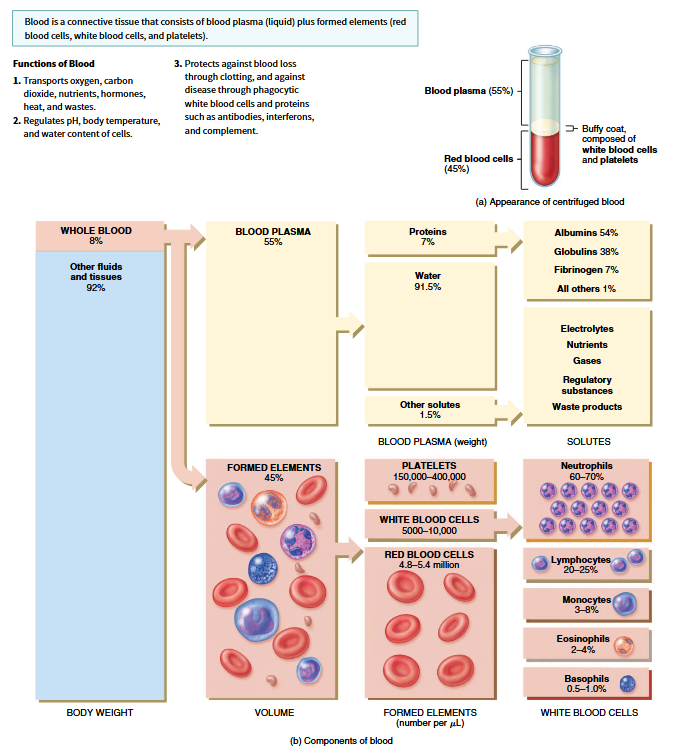 Blood is a connective tissue that consists of blood plasma (liquid) plus formed elements (red
blood cells, white blood cells, and platelets).
Functions of Blood
1. Transports oxygen, carbon
dioxide, nutrients, hormones,
heat, and wastes.
2. Regulates pH, body temperature,
and water content of cells.
3. Protects against blood loss
through clotting, and against
disease through phagocytic
white blood cells and proteins
such as antibodies, interferons,
and complement.
Blood plasma (55%)
Red blood cells
(45%)
Buffy coat,
composed of
white blood cells
and platelets
(a) Appearance of centrifuged blood
WHOLE BLOOD
8%
Other fluids
and tissues
92%
BODY WEIGHT
BLOOD PLASMA
55%
FORMED ELEMENTS
45%
VOLUME
Proteins
7%
Water
91.5%
Other solutes
1.5%
BLOOD PLASMA (weight)
Albumins 54%
Globulins 38%
Fibrinogen 7%
All others 1%
Electrolytes
Nutrients
Gases
Regulatory
substances
Waste products
SOLUTES
PLATELETS
150,000–400,000
WHITE BLOOD CELLS
5000–10,000
RED BLOOD CELLS
4.8–5.4 million
FORMED ELEMENTS
(number per μL)
Neutrophils
60–70%
Lymphocytes
20–25%
Monocytes
3–8%
Eosinophils
2–4%
Basophils
0.5–1.0%
WHITE BLOOD CELLS
(b) Components of blood